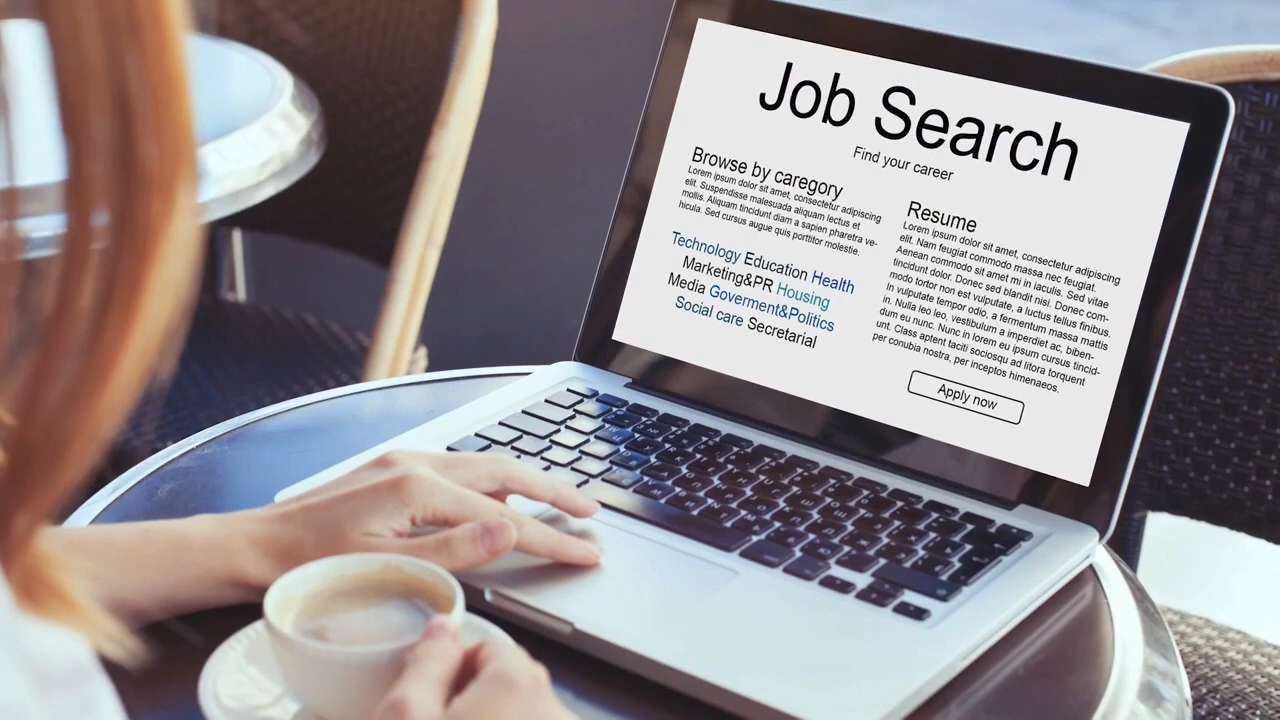 Job Search
Find your career
Browse by caregory
Lorem ipsum dolor sit amet, consectetur adipiscing
elit. Suspendisse malesuada aliquam lectus et
mollis. Aliquam tincidunt diam a sapien pharetra ve-
hicula. Sed cursus augue quis porttitor molestie.
Technology Education Health
Marketing&PR Housing
Media Goverment&Politics
Social care Secretarial
Resume
Lorem ipsum dolor sit amet, consectetur adipiscing
elit. Nam feugiat commodo massa nec feugiat.
Aenean commodo sit amet mi in iaculis. Sed vitae
tincidunt dolor. Donec sed blandit nisi. Donec com-
modo tortor non est vulputate, a luctus tellus finibus.
In vulputate tempor odio, a fermentum massa mattis
in. Nulla leo leo, vestibulum a imperdiet ac, biben-
dum eu nunc. Nunc in lorem eu ipsum cursus tincid-
unt. Class aptent taciti sociosqu ad litora torquent
per conubia nostra, per inceptos himenaeos.
Apply now